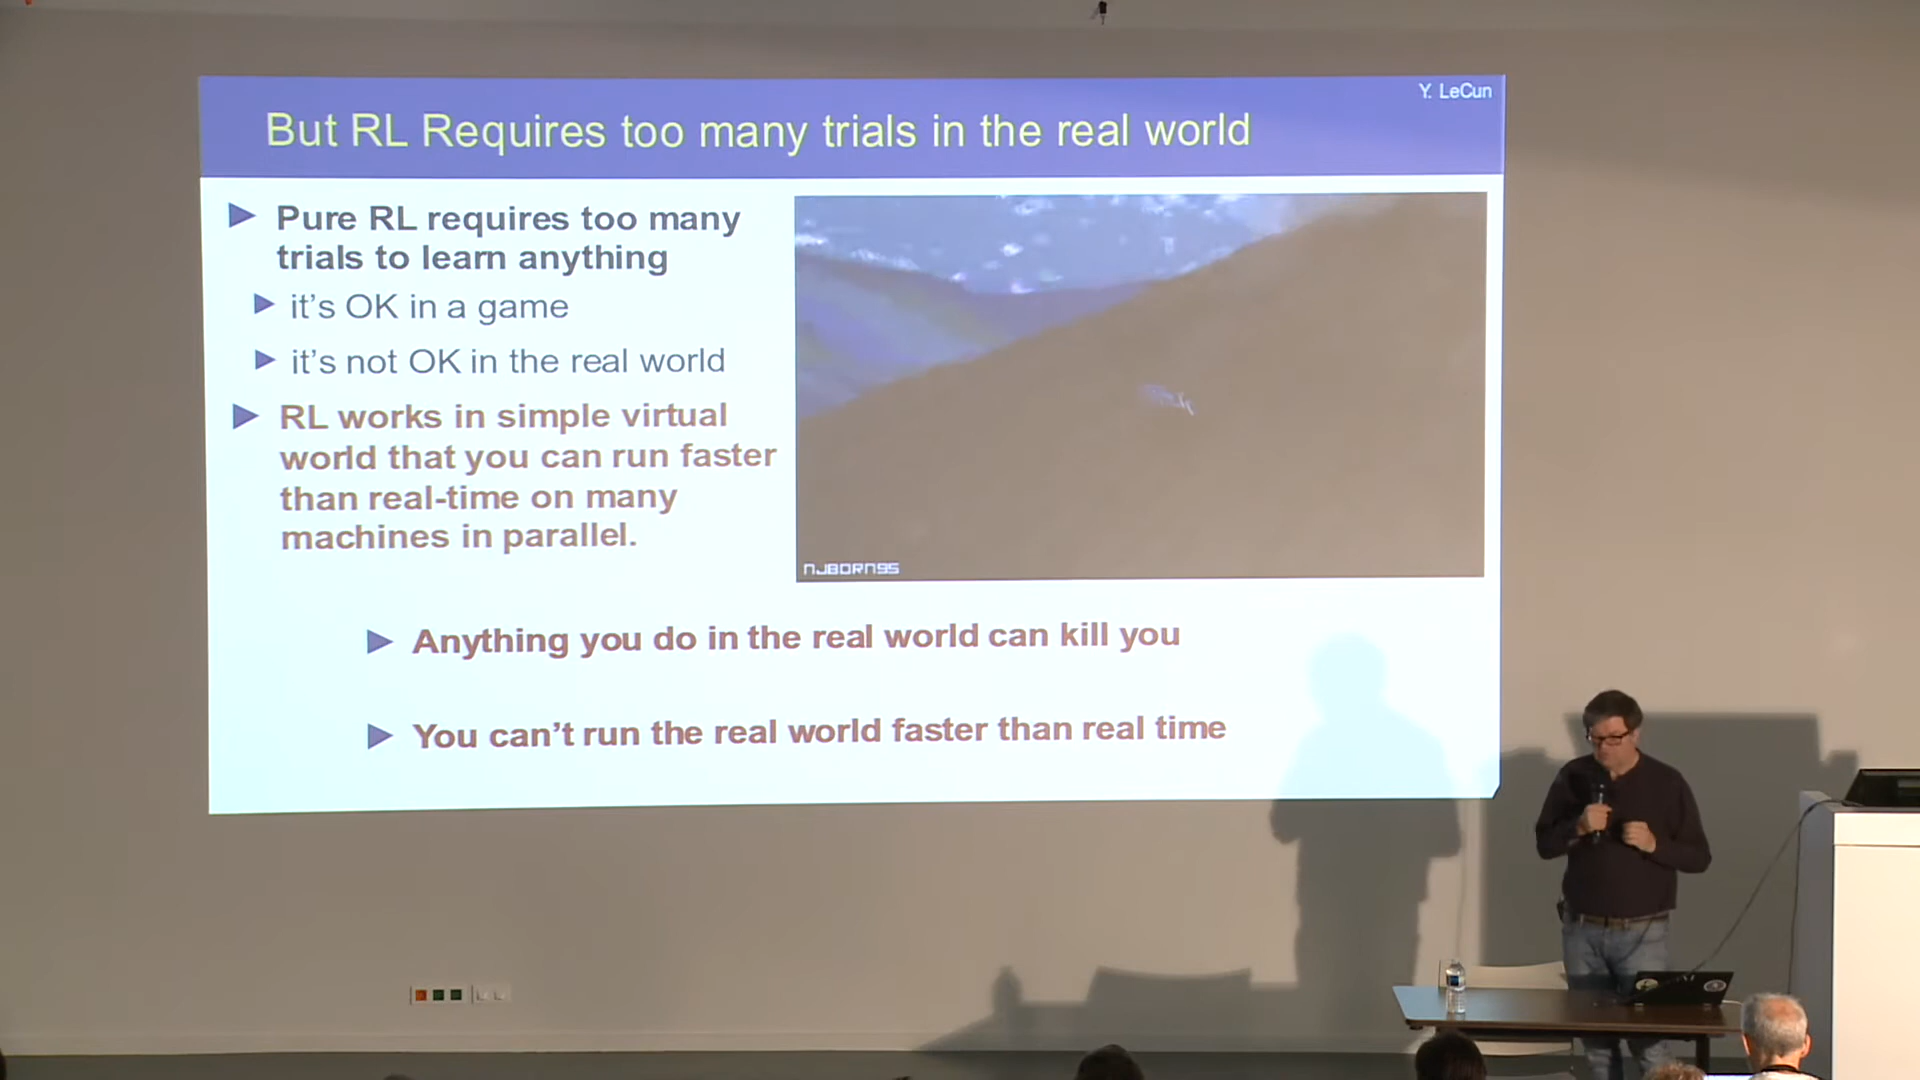 Y. LeCun
But RL Requires too many trials in the real world
Pure RL requires too many
trials to learn anything
it's OK in a game
it's not OK in the real world
RL works in simple virtual
world that you can run faster
than real-time on many
machines in parallel.
NJBORN95
Anything you do in the real world can kill you
You can't run the real world faster than real time